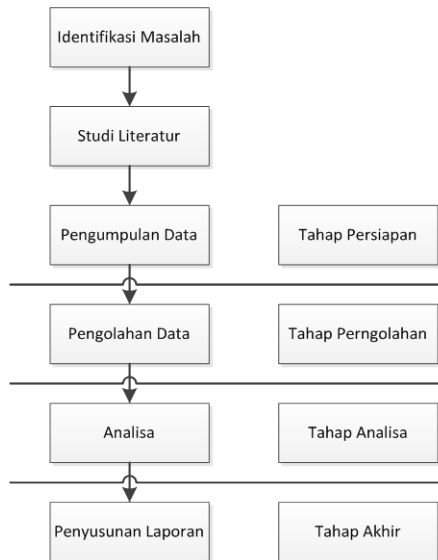 Identifikasi Masalah
Studi Literatur
Pengumpulan Data
Tahap Persiapan
Pengolahan Data
Tahap Perngolahan
Analisa
Tahap Analisa
Penyusunan Laporan
Tahap Akhir